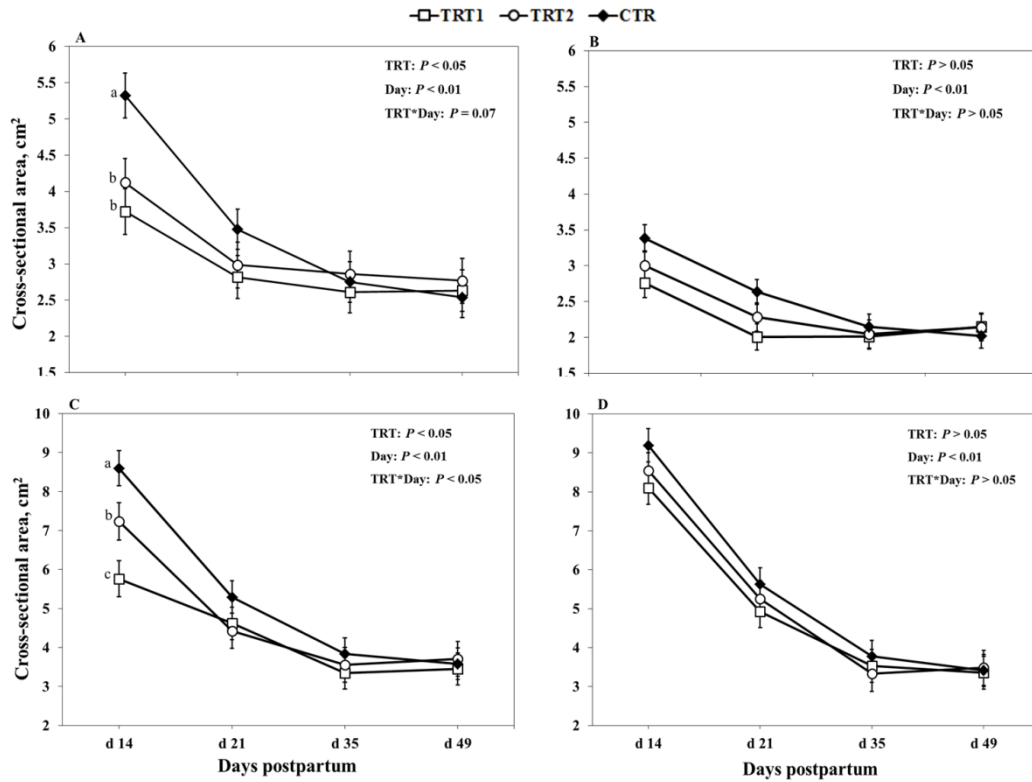 TRT1 TRT2 CTR
A
TRT: P < 0.05
Day: P < 0.01
TRT*Day: P = 0.07
6
5.5
5
4.5
4
3.5
3
2.5
2
1.5
a
b
b
Cross-sectional area, cm²
B
TRT: P > 0.05
Day: P < 0.01
TRT*Day: P > 0.05
6
5.5
5
4.5
4
3.5
3
2.5
2
1.5
C
TRT: P < 0.05
Day: P < 0.01
TRT*Day: P < 0.05
10
9
8
7
6
5
4
3
2
a
b
c
Cross-sectional area, cm²
d 14 d 21 d 35 d 49
Days postpartum
D
TRT: P > 0.05
Day: P < 0.01
TRT*Day: P > 0.05
10
9
8
7
6
5
4
3
2
d 14 d 21 d 35 d 49
Days postpartum